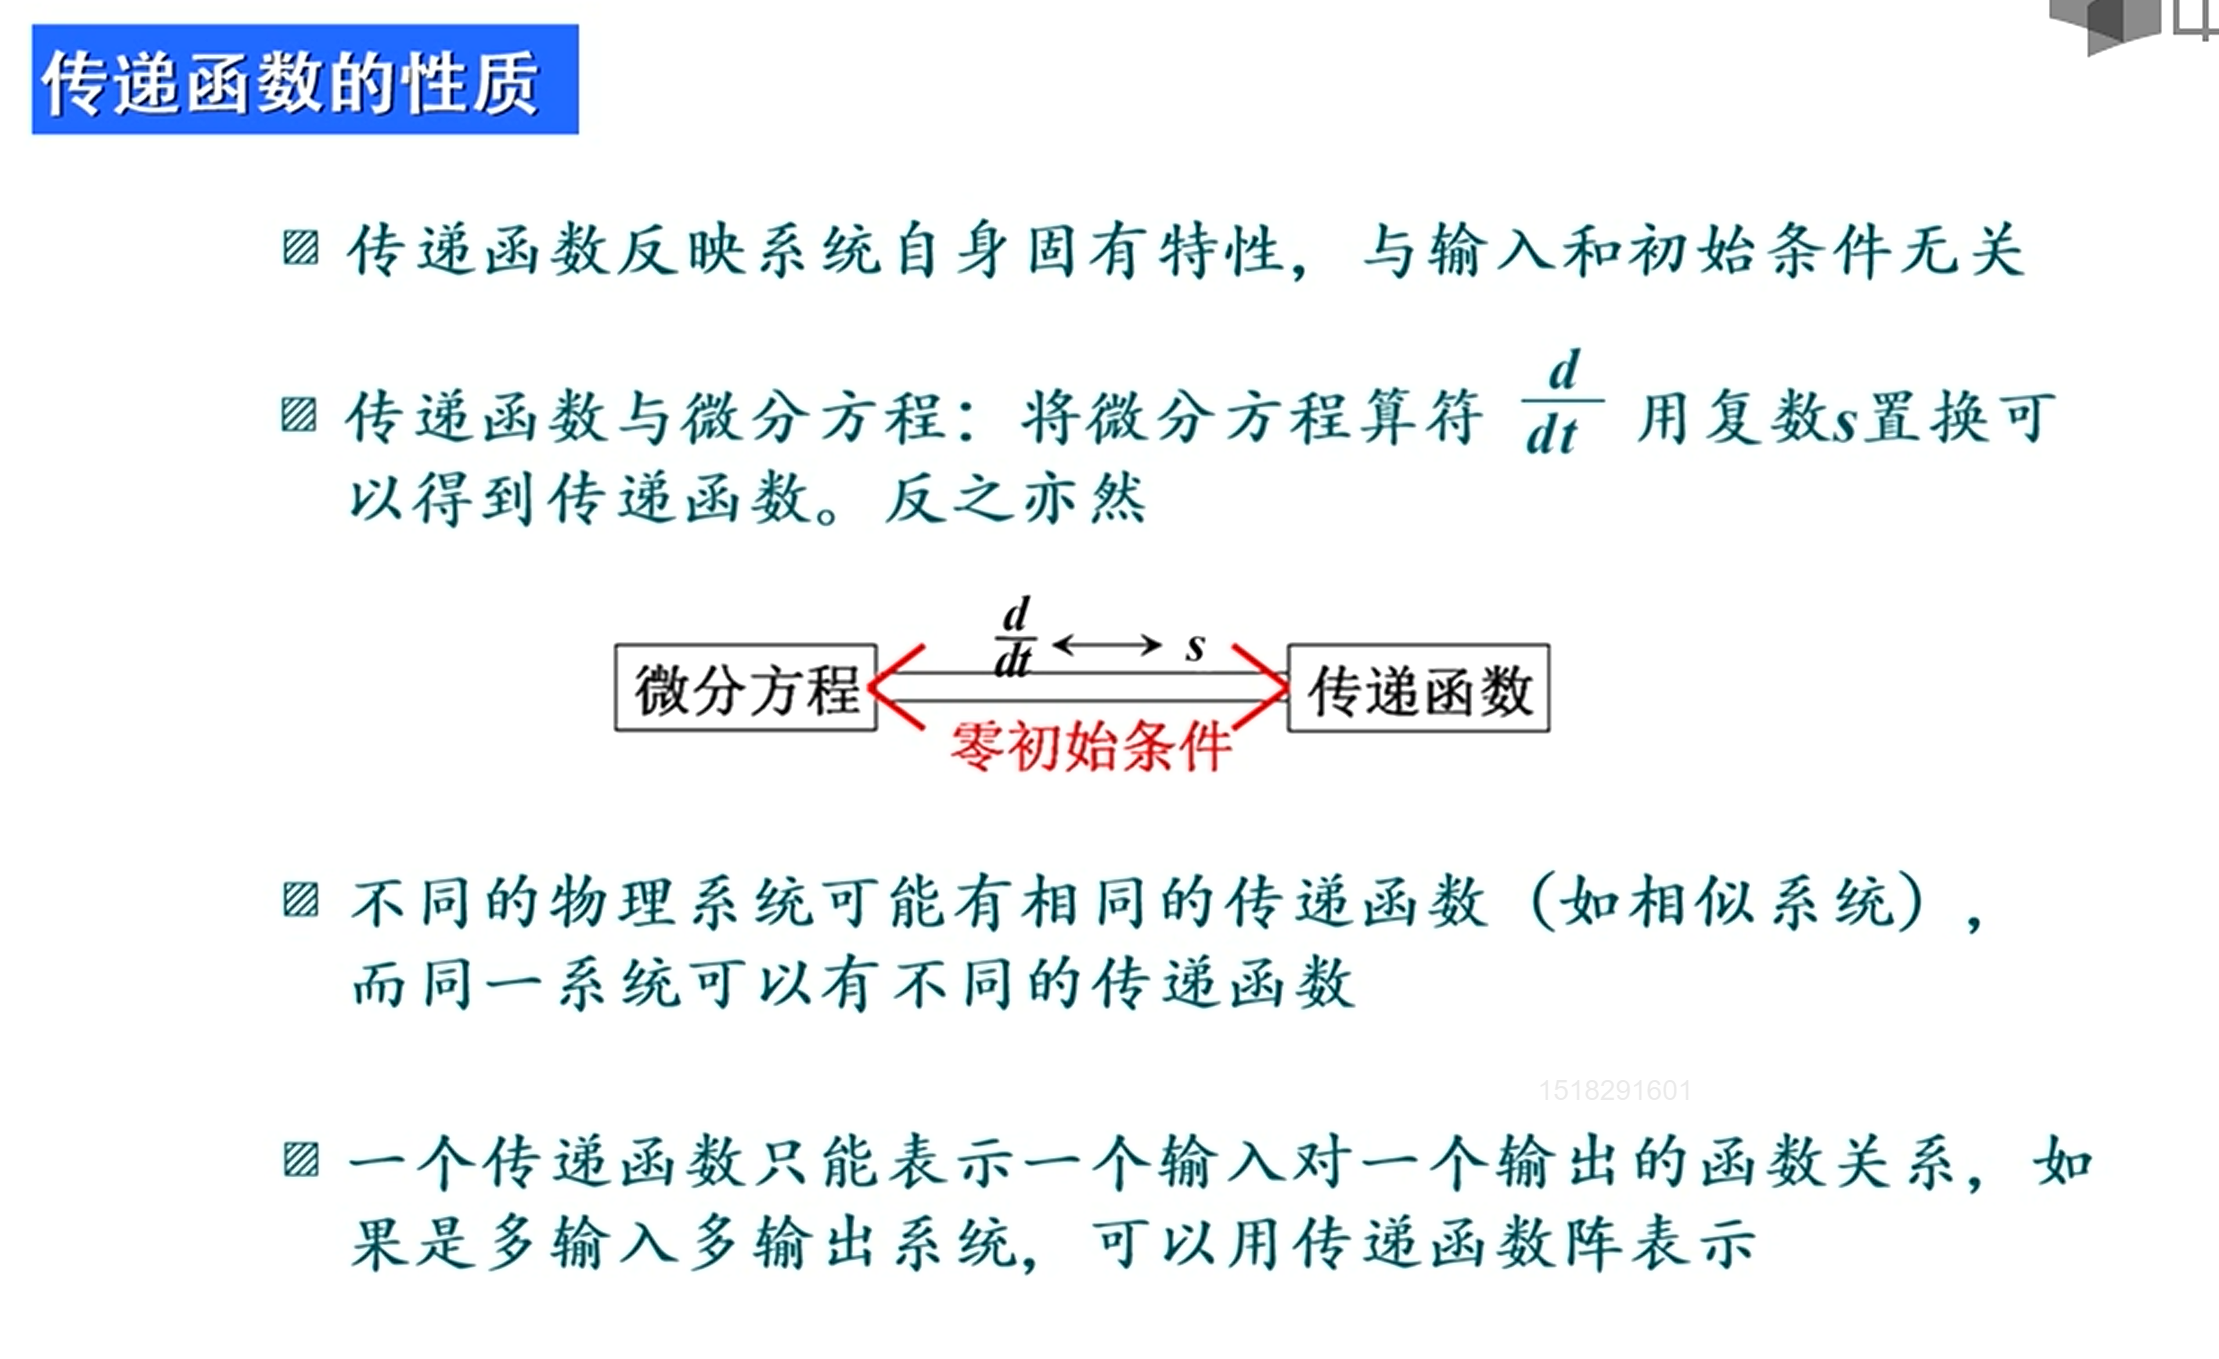 传递函数的性质
传递函数反映系统自身固有特性，与输入和初始条件无关
传递函数与微分方程：将微分方程算符 d/dt 用复数s置换可
以得到传递函数。反之亦然
d/dt ⟷ s
微分方程
传递函数
零初始条件
不同的物理系统可能有相同的传递函数（如相似系统），
而同一系统可以有不同的传递函数
1518291601
一个传递函数只能表示一个输入对一个输出的函数关系，如
果是多输入多输出系统，可以用传递函数阵表示